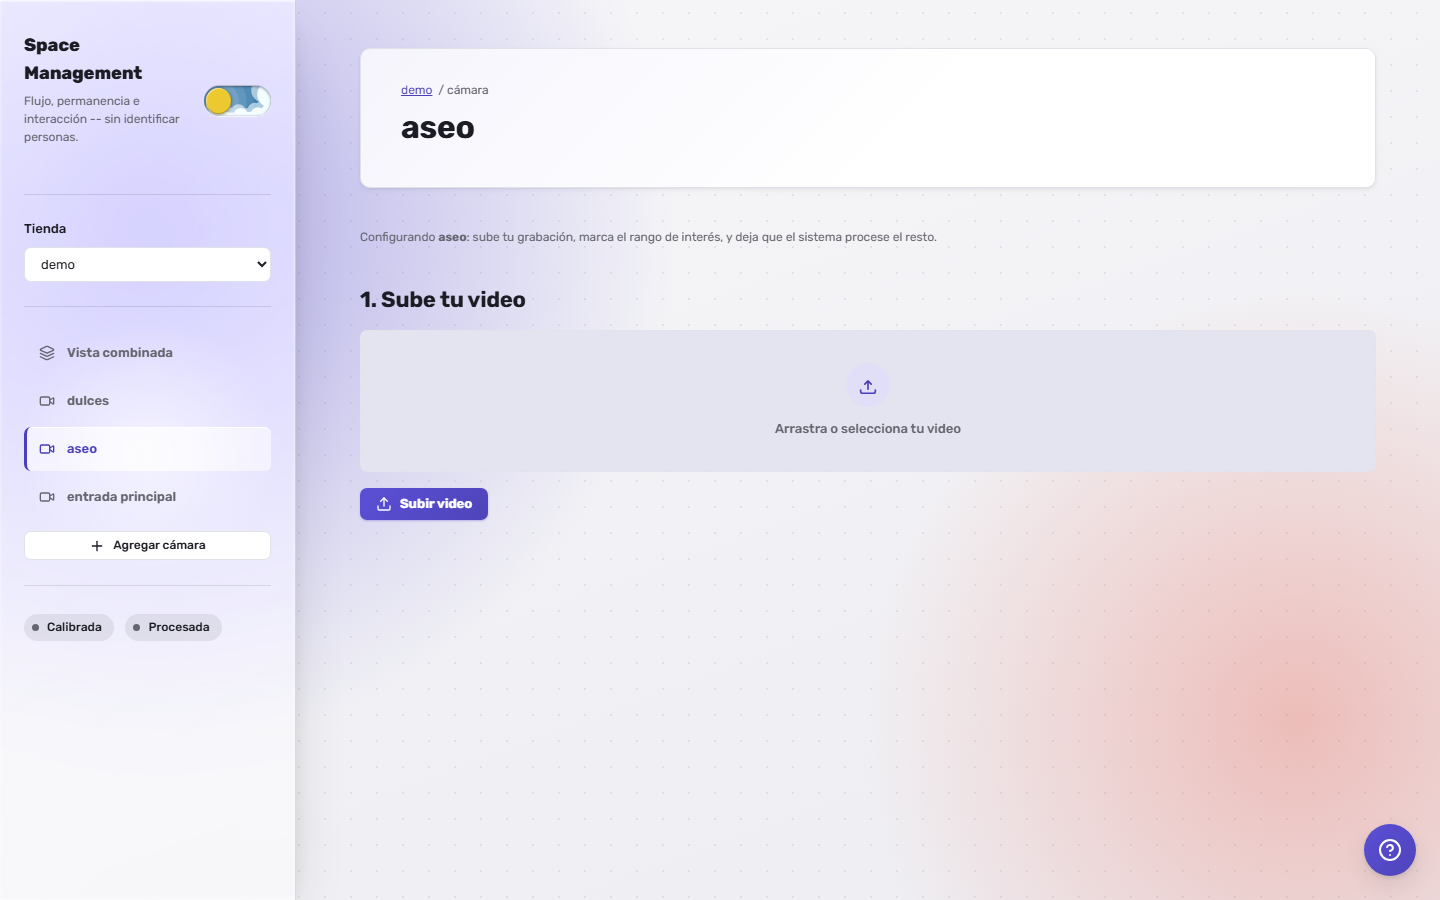 Space
Management
Flujo, permanencia e
interacción -- sin identificar
personas.
Tienda
demo
Vista combinada
dulces
aseo
entrada principal
Agregar cámara
Calibrada
Procesada
demo / cámara
aseo
Configurando aseo: sube tu grabación, marca el rango de interés, y deja que el sistema procese el resto.
1. Sube tu video
Arrastra o selecciona tu video
Subir video